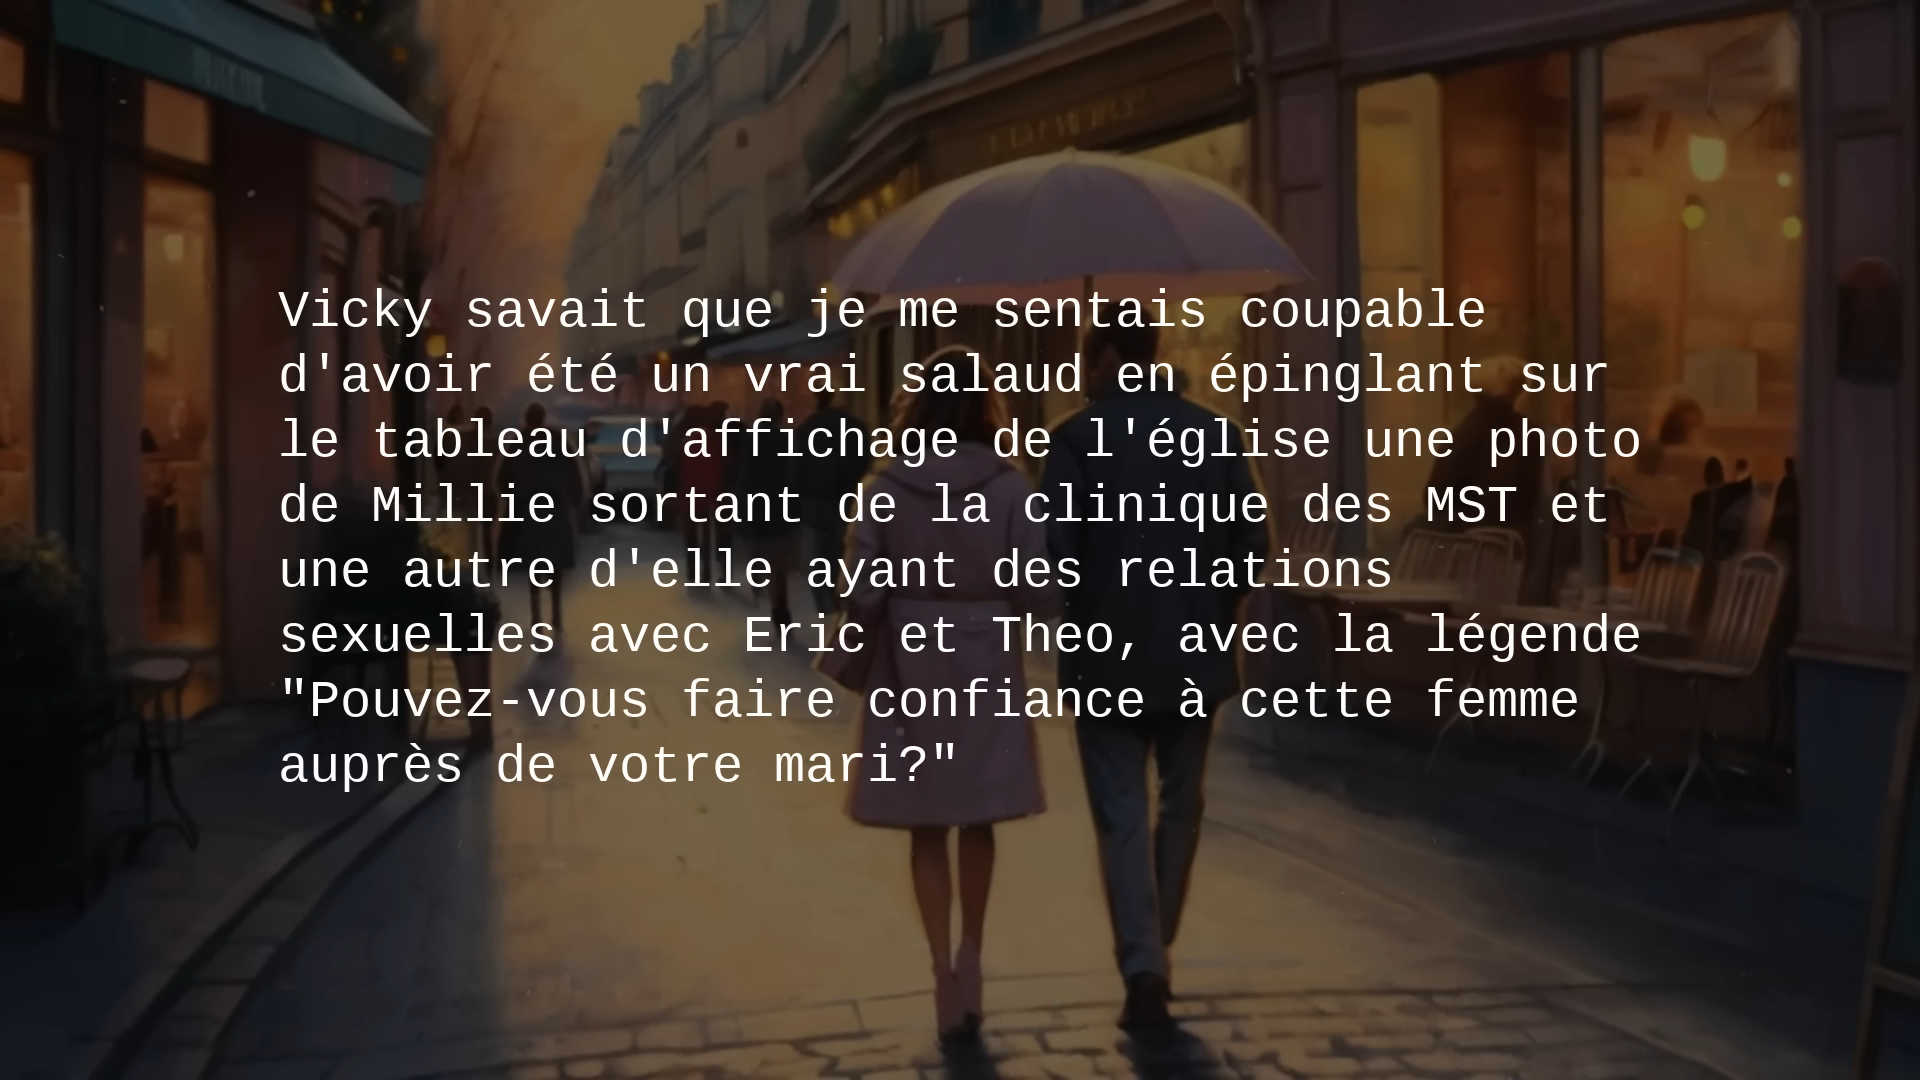 Vicky savait que je me sentais coupable
d'avoir été un vrai salaud en épinglant sur
le tableau d'affichage de l'église une photo
de Millie sortant de la clinique des MST et
une autre d'elle ayant des relations
sexuelles avec Eric et Theo, avec la légende
"Pouvez-vous faire confiance à cette femme
auprès de votre mari?"